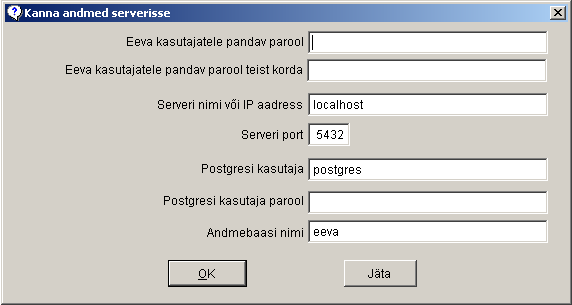 Kanna andmed serverisse
Eeva kasutajatele pandav parool
Eeva kasutajatele pandav parool teist korda
Serveri nimi või IP aadress localhost
Serveri port 5432
Postgresi kasutaja postgres
Postgresi kasutaja parool
Andmebaasi nimi eeva
OK Jäta